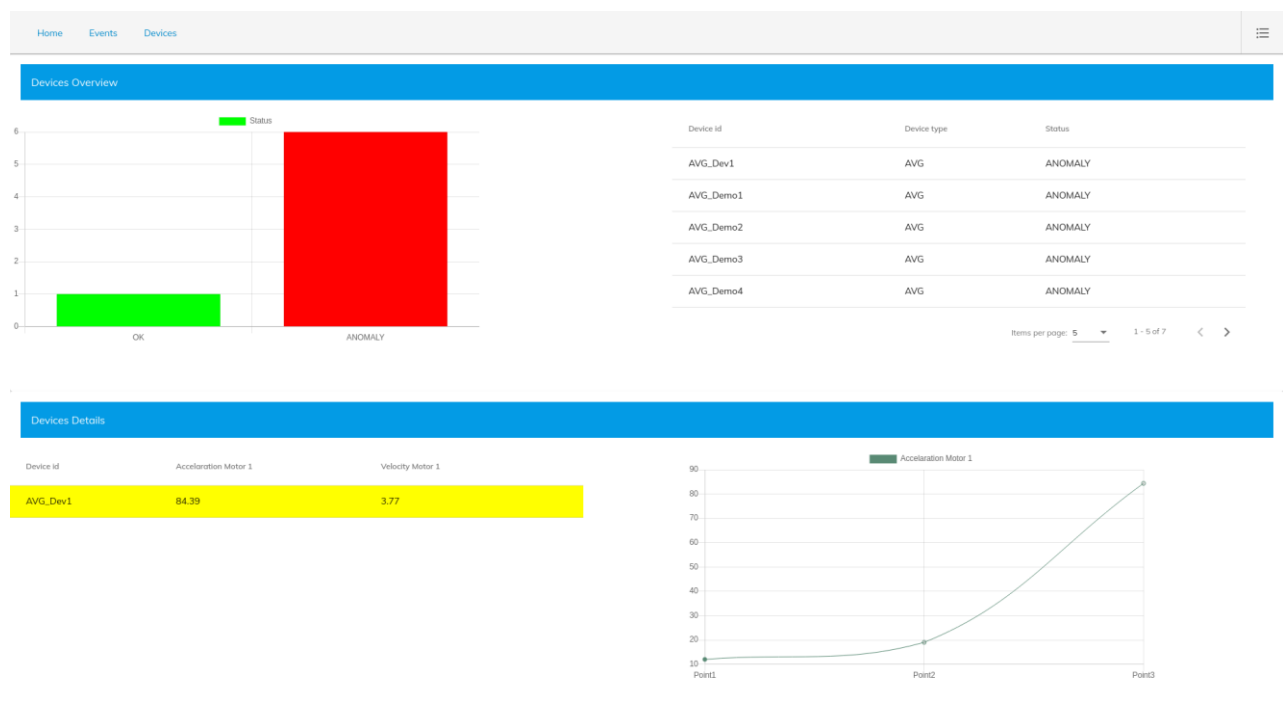 Home Events Devices
Devices Overview
Status
6
5
4
3
2
1
0
OK ANOMALY
Device id Device type Status
AVG_Dev1 AVG ANOMALY
AVG_Demo1 AVG ANOMALY
AVG_Demo2 AVG ANOMALY
AVG_Demo3 AVG ANOMALY
AVG_Demo4 AVG ANOMALY
Items per page: 5 1 - 5 of 7
Devices Details
Device id Accelaration Motor 1 Velocity Motor 1
AVG_Dev1 84.39 3.77
Accelaration Motor 1
90
80
70
60
50
40
30
20
10
Point1 Point2 Point3